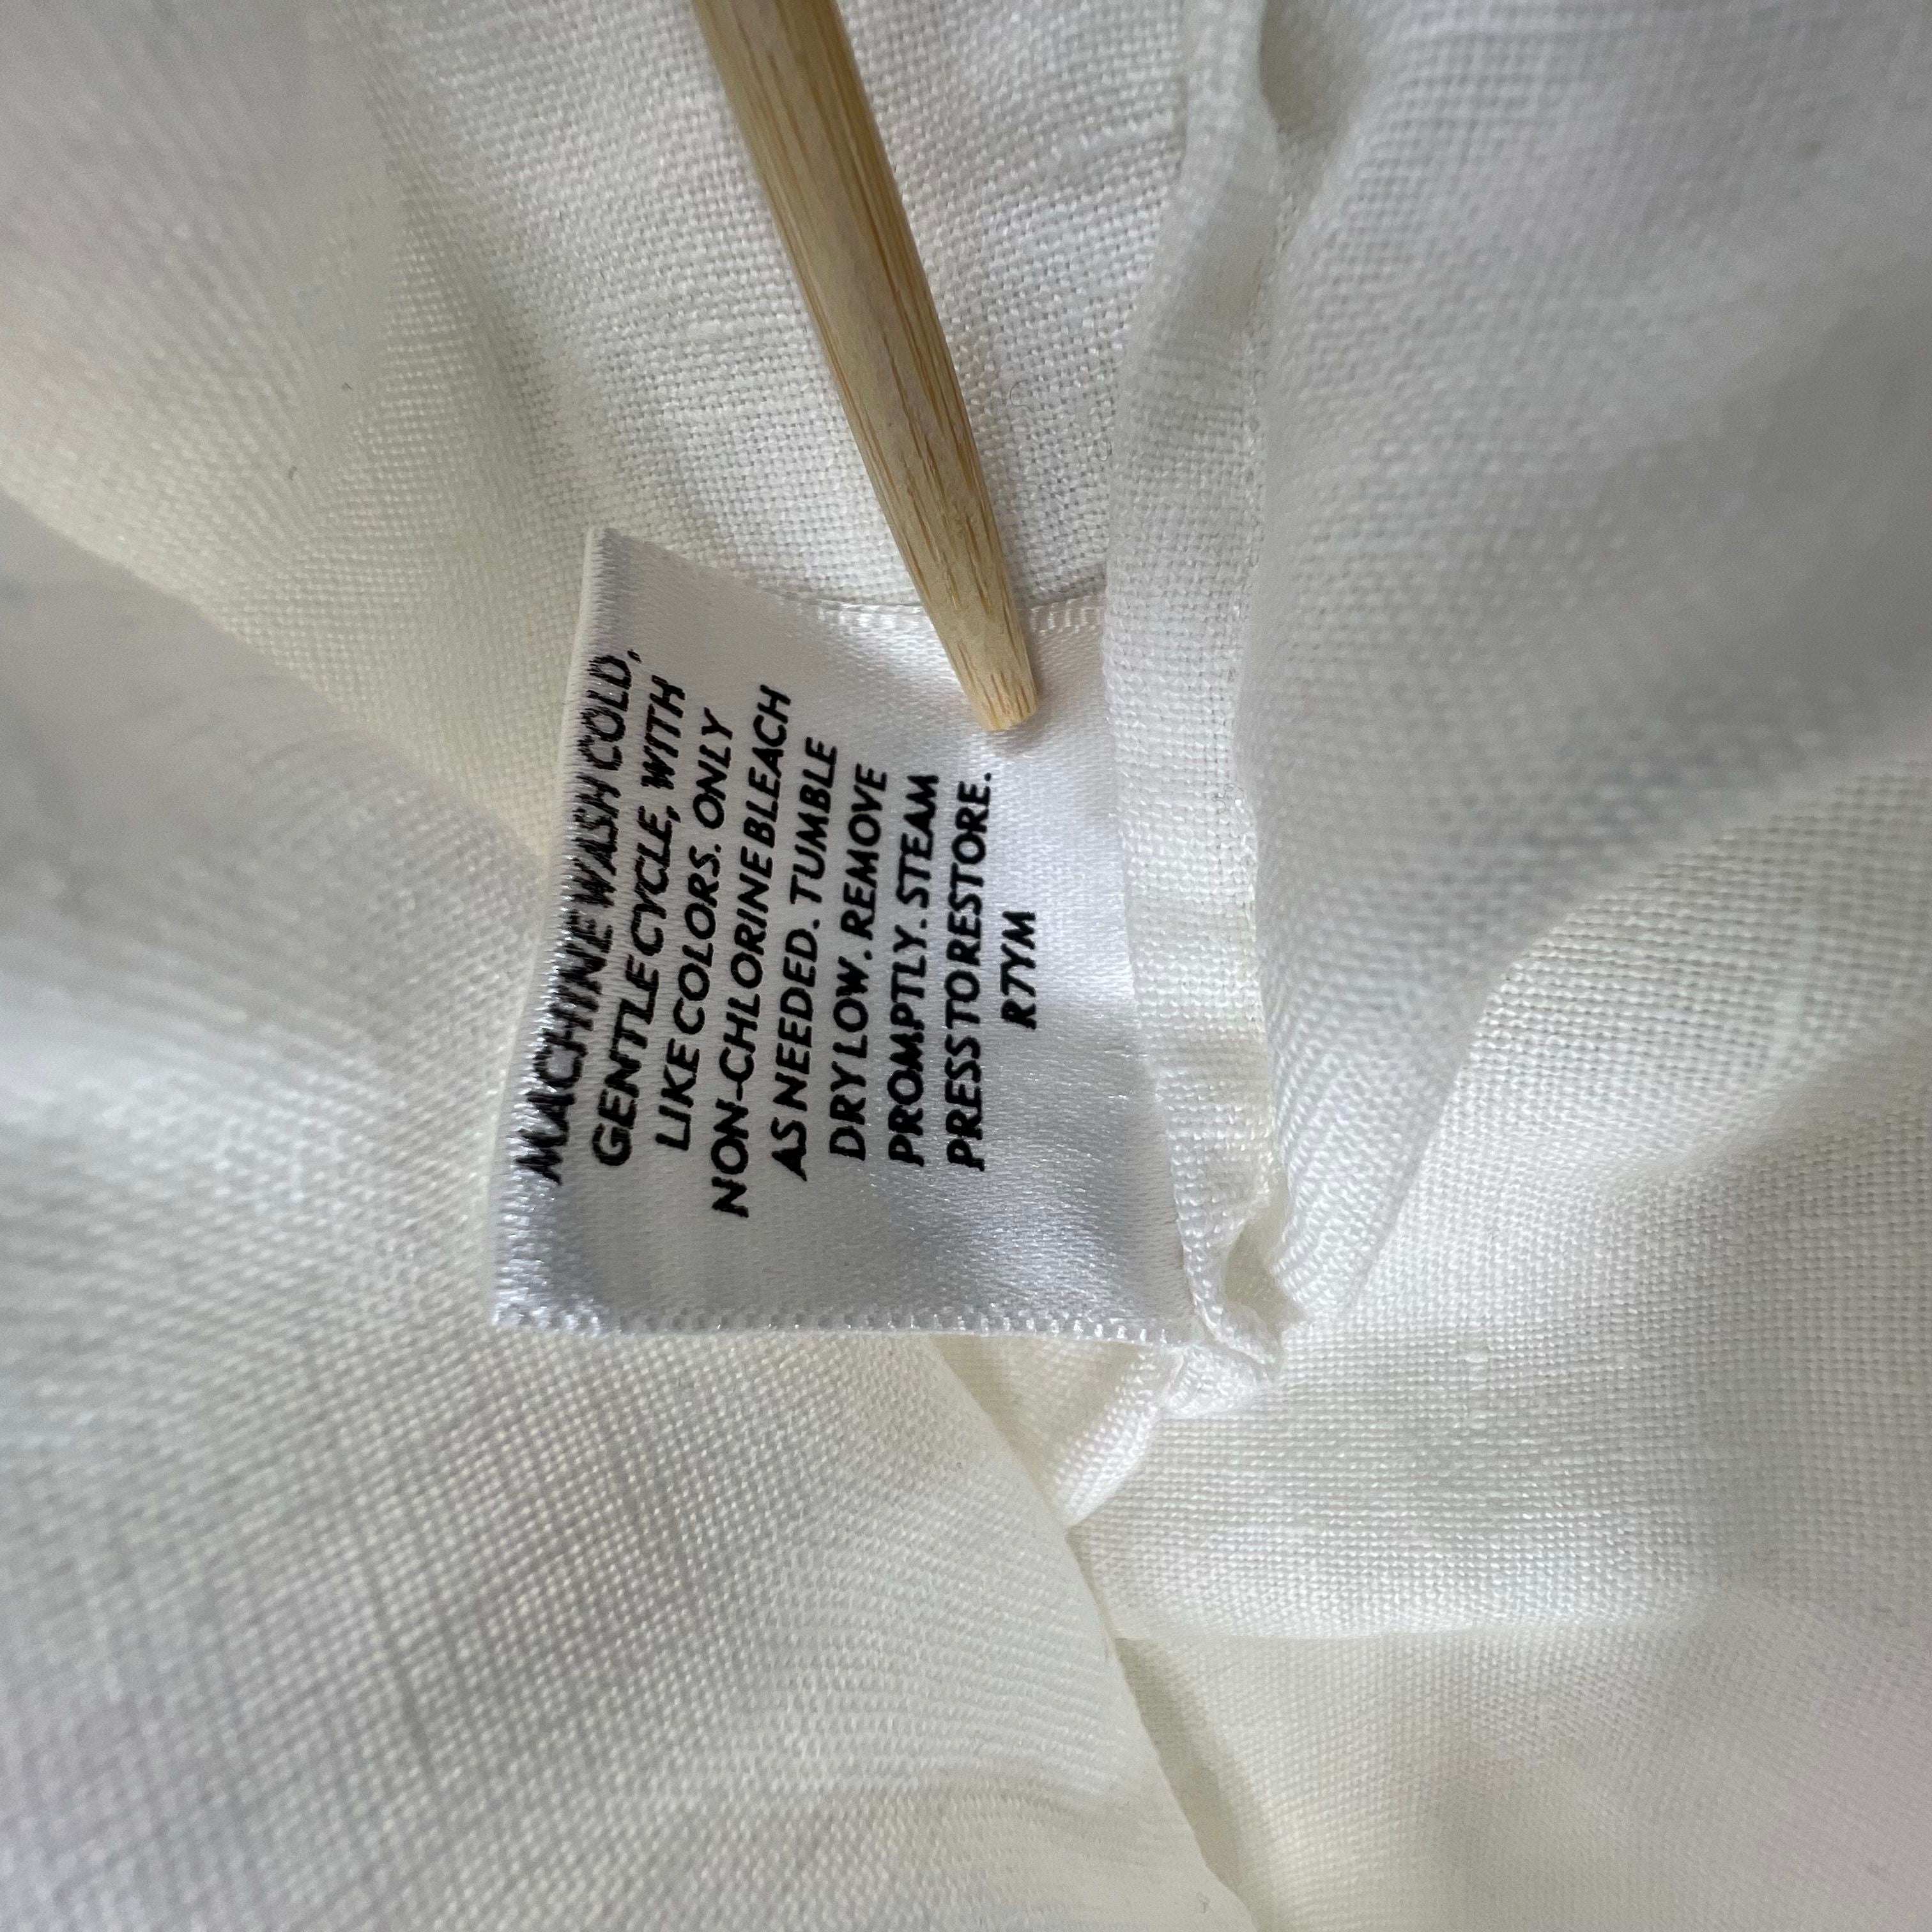 MACHINE WASH COLD,
GENTLE CYCLE, WITH
LIKE COLORS. ONLY
NON-CHLORINE BLEACH
AS NEEDED. TUMBLE
DRY LOW. REMOVE
PROMPTLY. STEAM
PRESS TO RESTORE.
R7YM